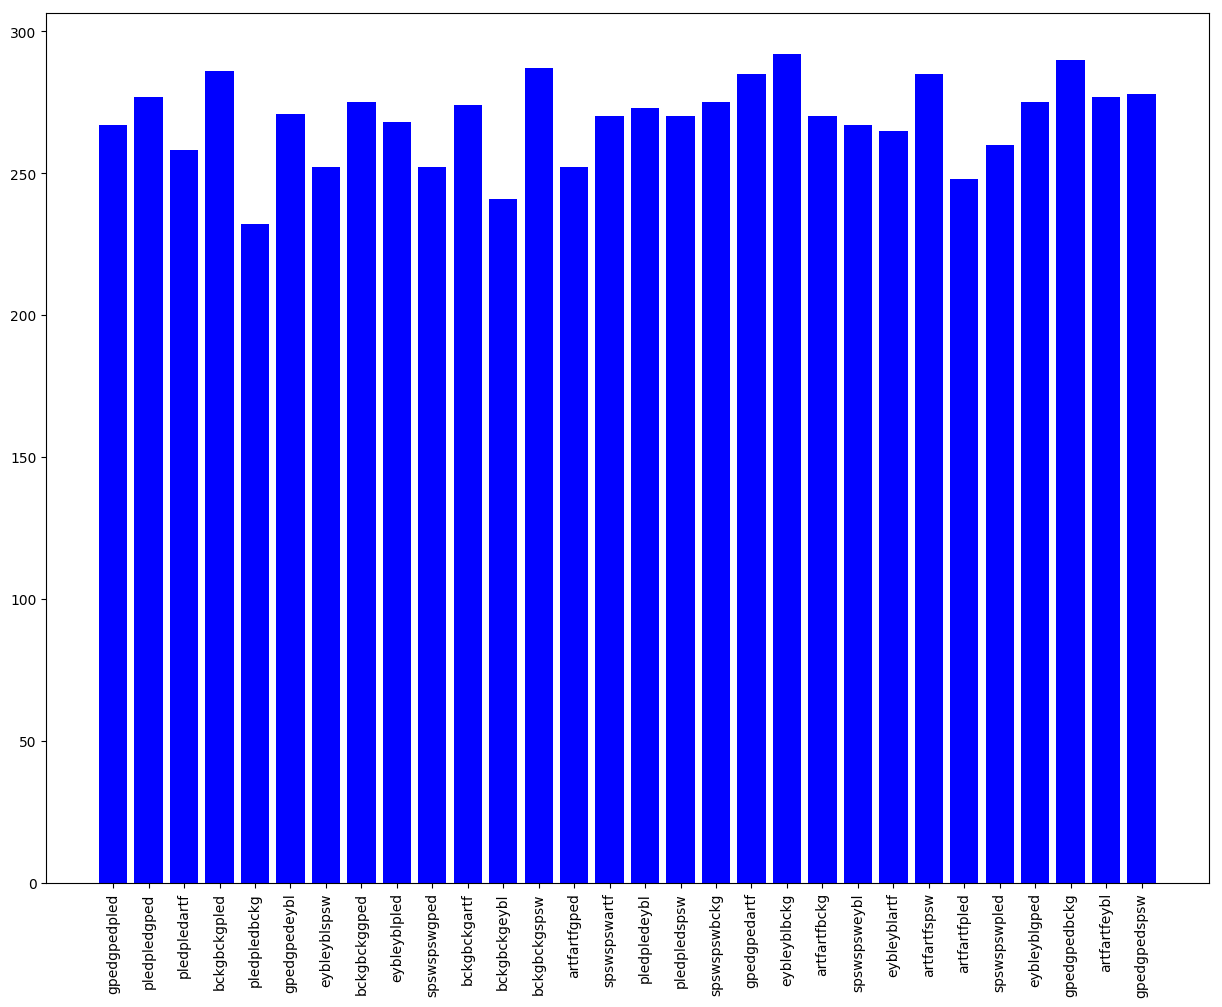 300
250
200
150
100
50
0
gpedgpedpled
pledpledgped
pledpledartf
bckgbckgpled
pledpledbckg
gpedgpedeybl
eybleyblspsw
bckgbckggped
eybleyblpled
spswspswgped
bckgbckgartf
bckgbckgeybl
bckgbckgspsw
artfartfgped
spswspswartf
pledpledeybl
pledpledspsw
spswspswbckg
gpedgpedartf
eybleyblbckg
artfartfbckg
spswspsweybl
eybleyblartf
artfartfspsw
artfartfpled
spswspswpled
eybleyblgped
gpedgpedbckg
artfartfeybl
gpedgpedspsw